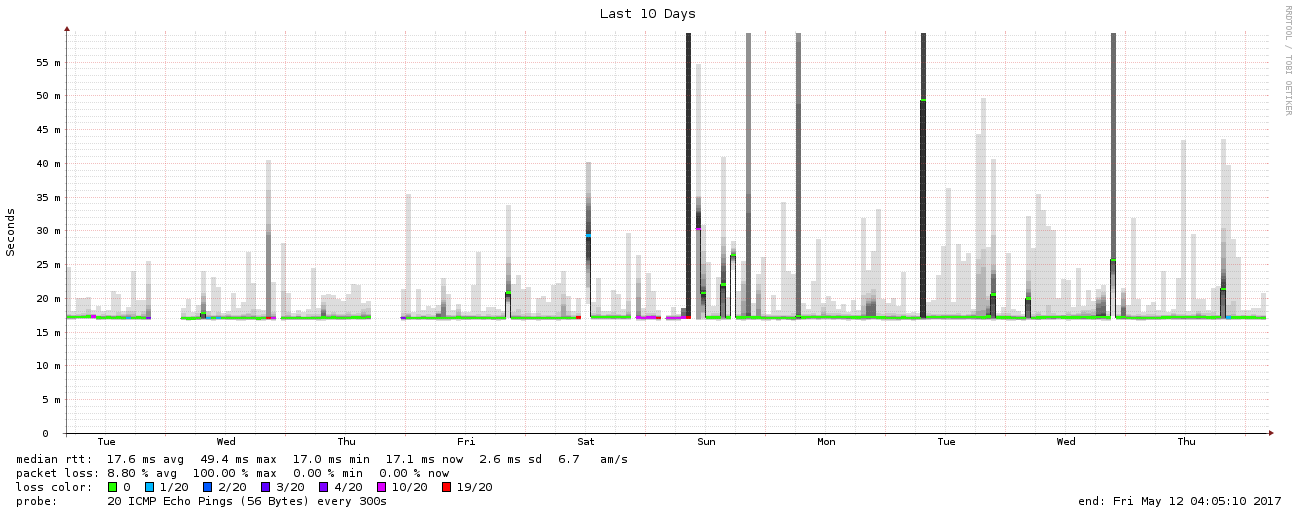 Last 10 Days
RRDTOOL / TOBI OETIKER
Seconds
55 m
50 m
45 m
40 m
35 m
30 m
25 m
20 m
15 m
10 m
5 m
0
Tue Wed Thu Fri Sat Sun Mon Tue Wed Thu
median rtt: 17.6 ms avg 49.4 ms max 17.0 ms min 17.1 ms now 2.6 ms sd 6.7 am/s
packet loss: 8.80 % avg 100.00 % max 0.00 % min 0.00 % now
loss color: 0 1/20 2/20 3/20 4/20 10/20 19/20
probe: 20 ICMP Echo Pings (56 Bytes) every 300s end: Fri May 12 04:05:10 2017